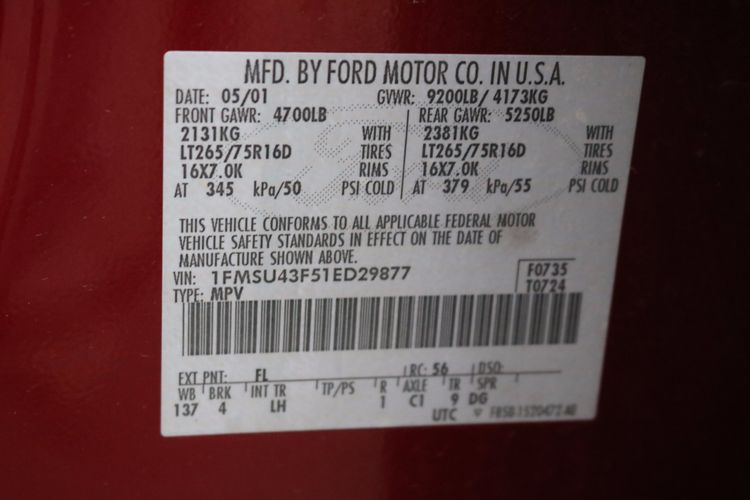 MFD. BY FORD MOTOR CO. IN U.S.A.
DATE: 05/01 GVWR: 9200LB/ 4173KG
FRONT GAWR: 4700LB REAR GAWR: 5250LB
2131KG WITH 2381KG WITH
LT265/75R16D TIRES LT265/75R16D TIRES
16X7.0K RIMS 16X7.0K RIMS
AT 345 kPa/50 PSI COLD AT 379 kPa/55 PSI COLD
THIS VEHICLE CONFORMS TO ALL APPLICABLE FEDERAL MOTOR
VEHICLE SAFETY STANDARDS IN EFFECT ON THE DATE OF
MANUFACTURE SHOWN ABOVE.
VIN: 1FMSU43F51ED29877 F0735
TYPE: MPV T0724
EXT PNT: FL RC: 56 DSO:
WB BRK INT TR TP/PS R AXLE TR SPR
137 4 LH 1 C1 9 DG
UTC